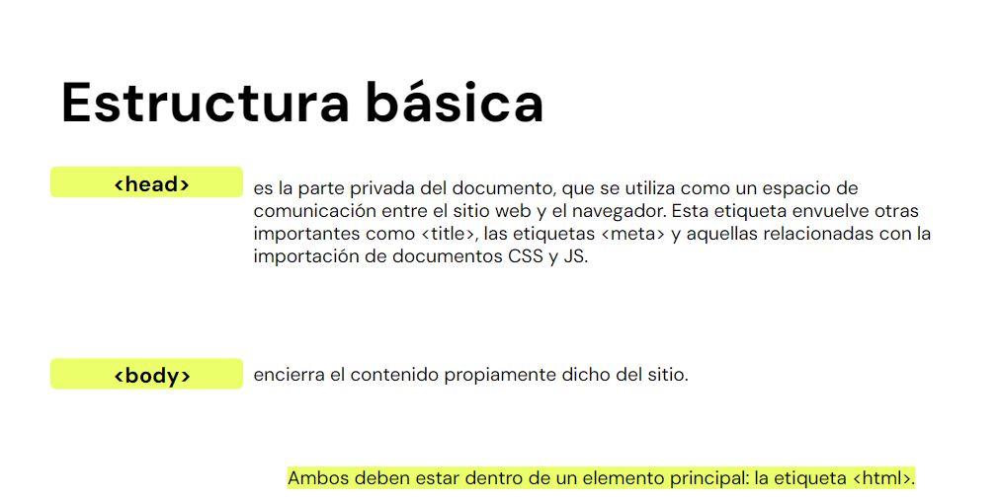 Estructura básica
<head>
es la parte privada del documento, que se utiliza como un espacio de
comunicación entre el sitio web y el navegador. Esta etiqueta envuelve otras
importantes como <title>, las etiquetas <meta> y aquellas relacionadas con la
importación de documentos CSS y JS.
<body>
encierra el contenido propiamente dicho del sitio.
Ambos deben estar dentro de un elemento principal: la etiqueta <html>.